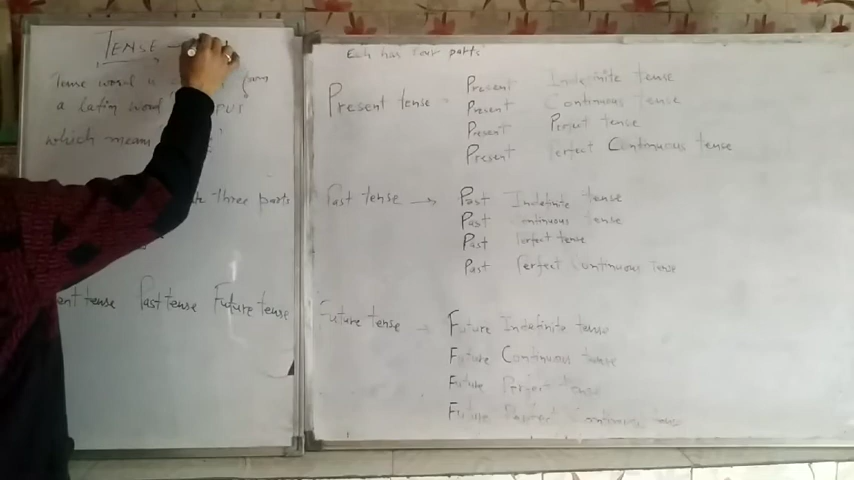 TENSE →
Tense word is from
a latin word PUS
which mean
three parts
ent tense Past tense Future tense
Each has four parts
Present tense - Present Indefinite tense
Present Continuous tense
Present Perfect tense
Present Perfect Continuous tense
Past tense → Past Indefinite tense
Past continuous tense
Past Perfect tense
Past Perfect continuous tense
Future tense → Future Indefinite tense
Future Continuous tense
Future Perfect tense
Future Perfect Continuous tense